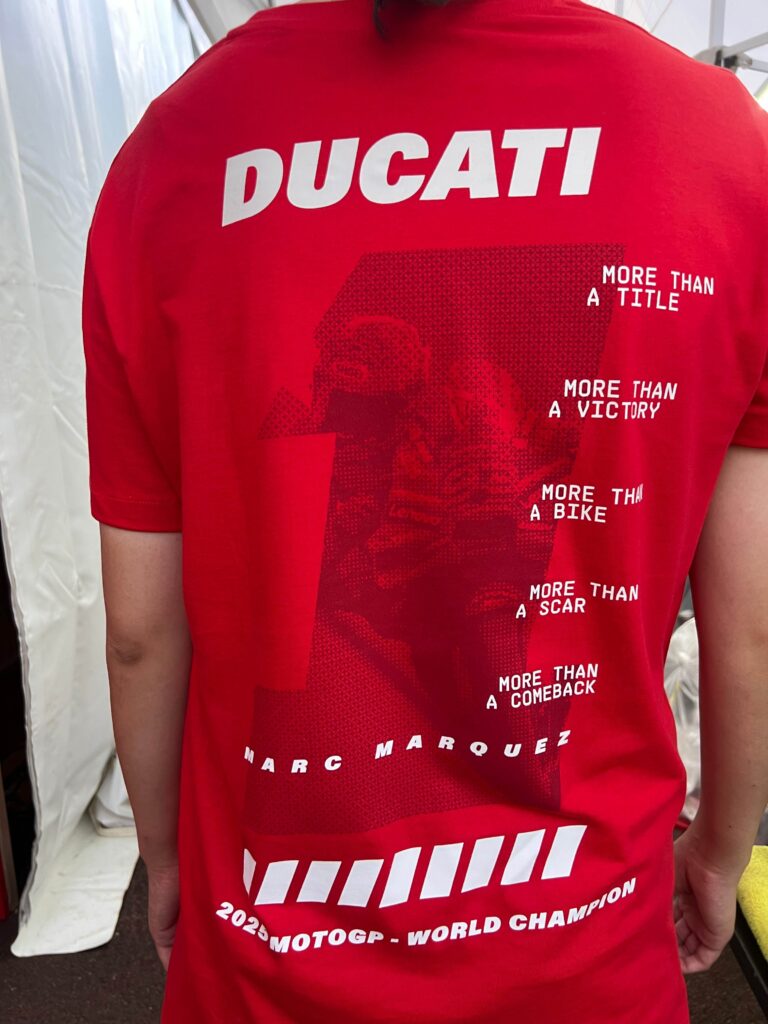 DUCATI
MORE THAN
A TITLE
MORE THAN
A VICTORY
MORE THAN
A BIKE
MORE THAN
A SCAR
MORE THAN
A COMEBACK
MARC MARQUEZ
2025 MOTOGP - WORLD CHAMPION